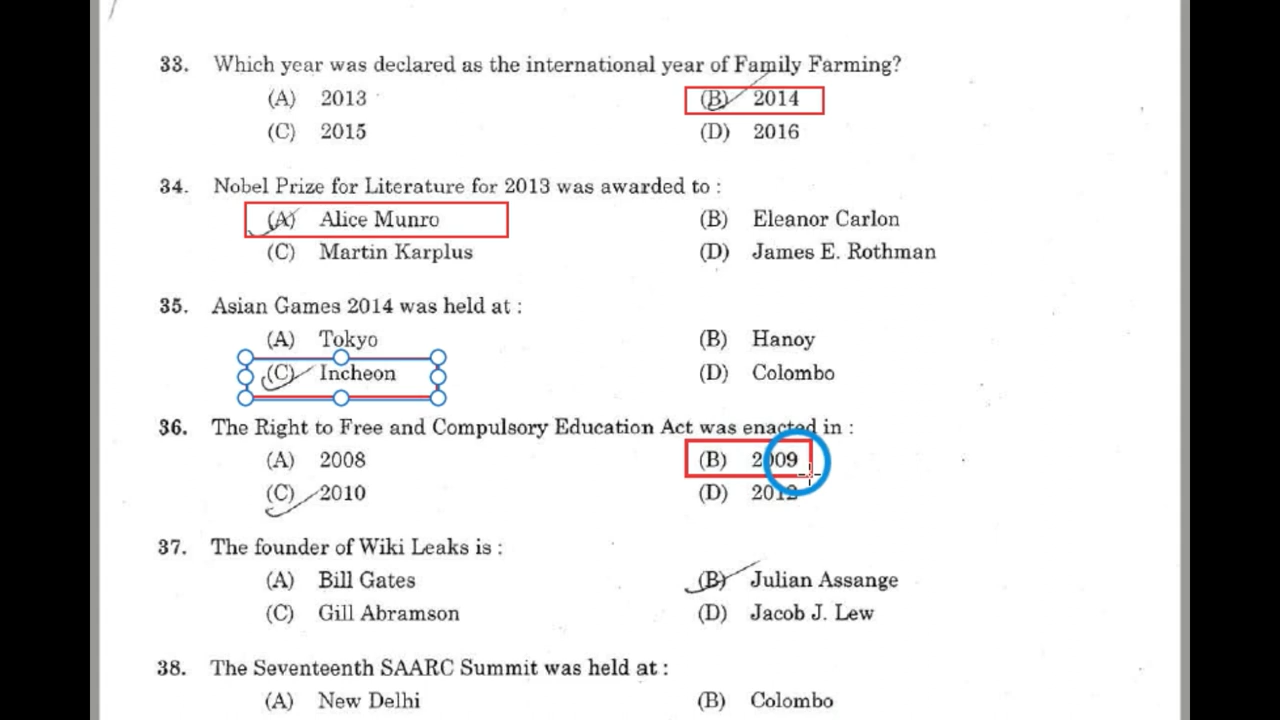 33. Which year was declared as the international year of Family Farming?
(A) 2013 (B) 2014
(C) 2015 (D) 2016
34. Nobel Prize for Literature for 2013 was awarded to :
(A) Alice Munro (B) Eleanor Carlon
(C) Martin Karplus (D) James E. Rothman
35. Asian Games 2014 was held at :
(A) Tokyo (B) Hanoy
(C) Incheon (D) Colombo
36. The Right to Free and Compulsory Education Act was enacted in :
(A) 2008 (B) 2009
(C) 2010 (D) 2012
37. The founder of Wiki Leaks is :
(A) Bill Gates (B) Julian Assange
(C) Gill Abramson (D) Jacob J. Lew
38. The Seventeenth SAARC Summit was held at :
(A) New Delhi (B) Colombo